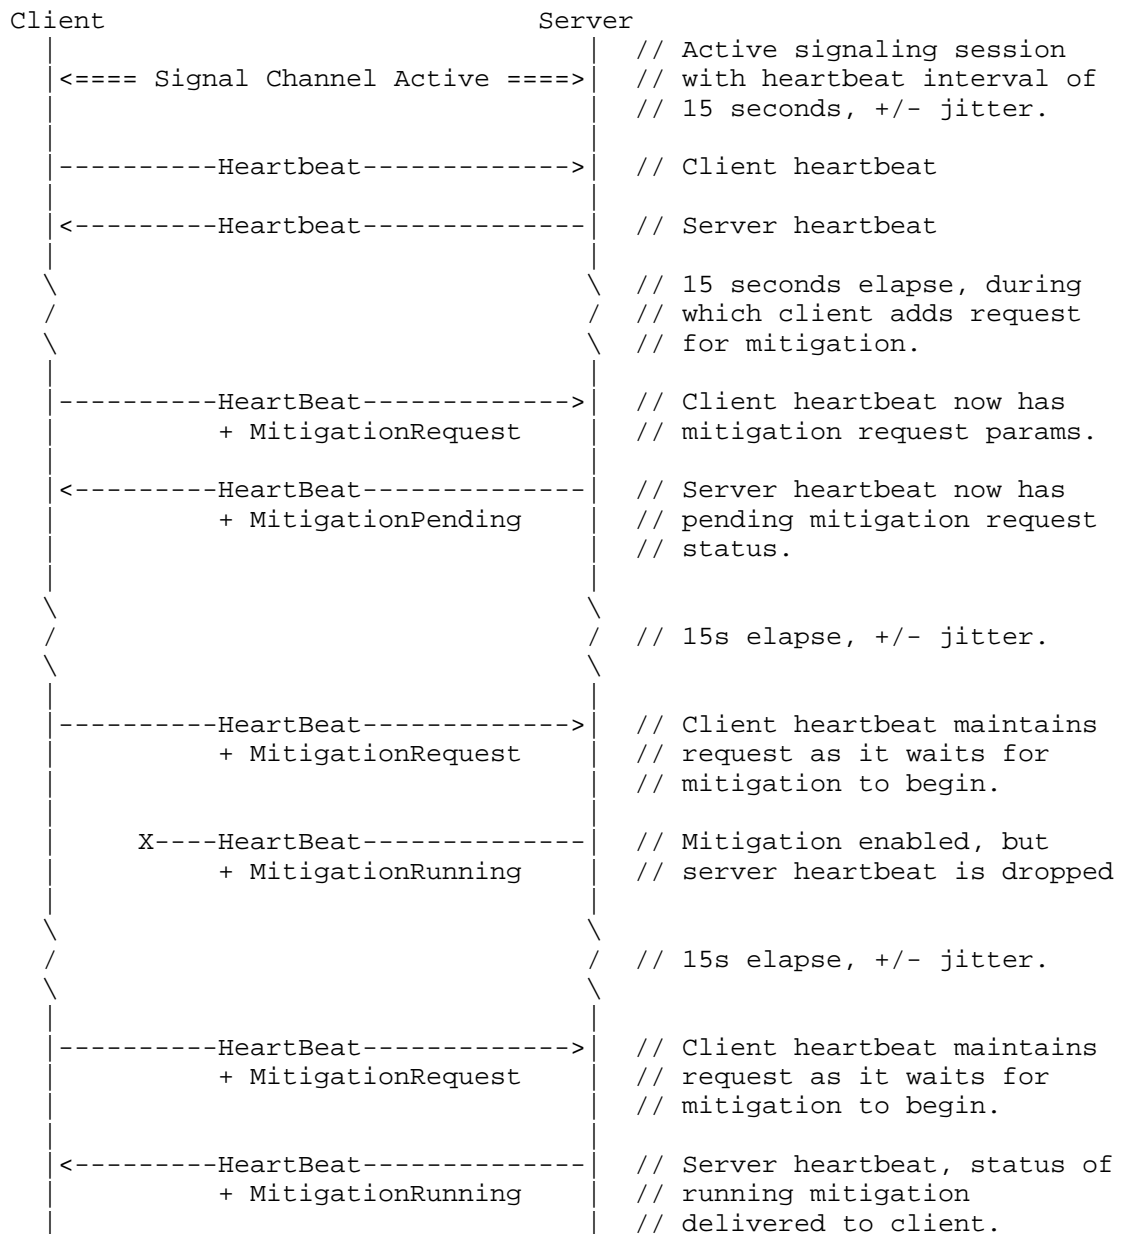 Client                           Server
  |                                 |  // Active signaling session
  |<==== Signal Channel Active ====>|  // with heartbeat interval of
  |                                 |  // 15 seconds, +/- jitter.
  |                                 |
  |----------Heartbeat------------->|  // Client heartbeat
  |                                 |
  |<---------Heartbeat--------------|  // Server heartbeat
  |                                 |
  \                                 \  // 15 seconds elapse, during
  /                                 /  // which client adds request
  \                                 \  // for mitigation.
  |                                 |
  |----------HeartBeat------------->|  // Client heartbeat now has
  |          + MitigationRequest    |  // mitigation request params.
  |                                 |
  |<---------HeartBeat--------------|  // Server heartbeat now has
  |          + MitigationPending    |  // pending mitigation request
  |                                 |  // status.
  |                                 |
  \                                 \
  /                                 /  // 15s elapse, +/- jitter.
  \                                 \
  |                                 |
  |----------HeartBeat------------->|  // Client heartbeat maintains
  |          + MitigationRequest    |  // request as it waits for
  |                                 |  // mitigation to begin.
  |                                 |
  |     X----HeartBeat--------------|  // Mitigation enabled, but
  |          + MitigationRunning    |  // server heartbeat is dropped
  |                                 |
  \                                 \
  /                                 /  // 15s elapse, +/- jitter.
  \                                 \
  |                                 |
  |----------HeartBeat------------->|  // Client heartbeat maintains
  |          + MitigationRequest    |  // request as it waits for
  |                                 |  // mitigation to begin.
  |                                 |
  |<---------HeartBeat--------------|  // Server heartbeat, status of
  |          + MitigationRunning    |  // running mitigation
  |                                 |  // delivered to client.